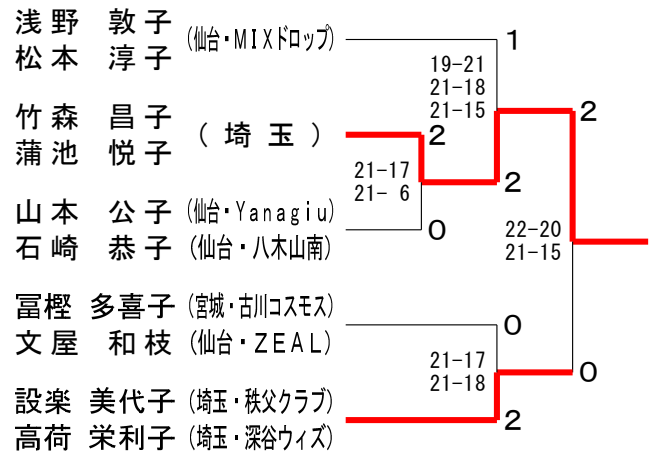 浅野 敦子 (仙台・MIXドロップ)
松本 淳子
1
19-21
21-18
21-15
2
竹森 昌子
蒲池 悦子
(埼玉)
2
21-17
21- 6
2
山本 公子 (仙台・Yanagiu)
石崎 恭子 (仙台・八木山南)
0
22-20
21-15
冨樫 多喜子 (宮城・古川コスモス)
文屋 和枝 (仙台・ZEAL)
0
21-17
21-18
0
設楽 美代子 (埼玉・秩父クラブ)
高荷 栄利子 (埼玉・深谷ウィズ)
2